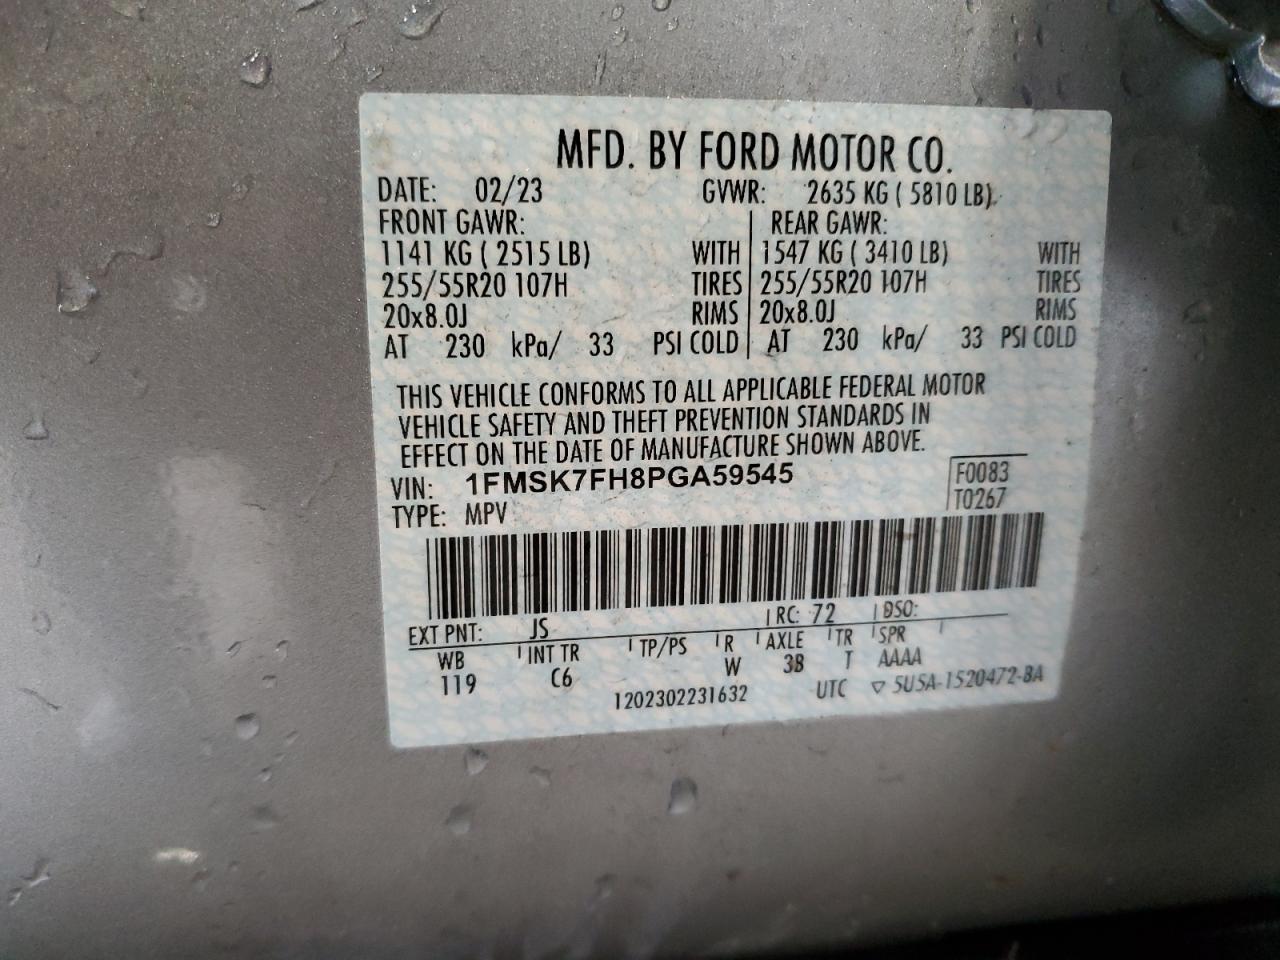 MFD. BY FORD MOTOR CO.
DATE: 02/23 GVWR: 2635 KG ( 5810 LB)
FRONT GAWR: REAR GAWR:
1141 KG ( 2515 LB) WITH 1547 KG ( 3410 LB) WITH
255/55R20 107H TIRES 255/55R20 107H TIRES
20x8.0J RIMS 20x8.0J RIMS
AT 230 kPa/ 33 PSI COLD AT 230 kPa/ 33 PSI COLD
THIS VEHICLE CONFORMS TO ALL APPLICABLE FEDERAL MOTOR
VEHICLE SAFETY AND THEFT PREVENTION STANDARDS IN
EFFECT ON THE DATE OF MANUFACTURE SHOWN ABOVE.
VIN: 1FMSK7FH8PGA59545 F0083
TYPE: MPV T0267
EXT PNT: JS RC: 72 DSO:
WB INT TR TP/PS R AXLE TR SPR
119 C6 W 3B T AAAA
1202302231632 UTC ▽ 5U5A-1520472-BA